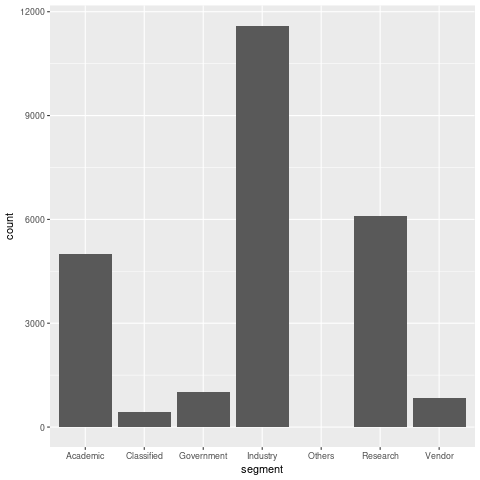 12000
9000
6000
3000
0
count
Academic Classified Government Industry Others Research Vendor
segment